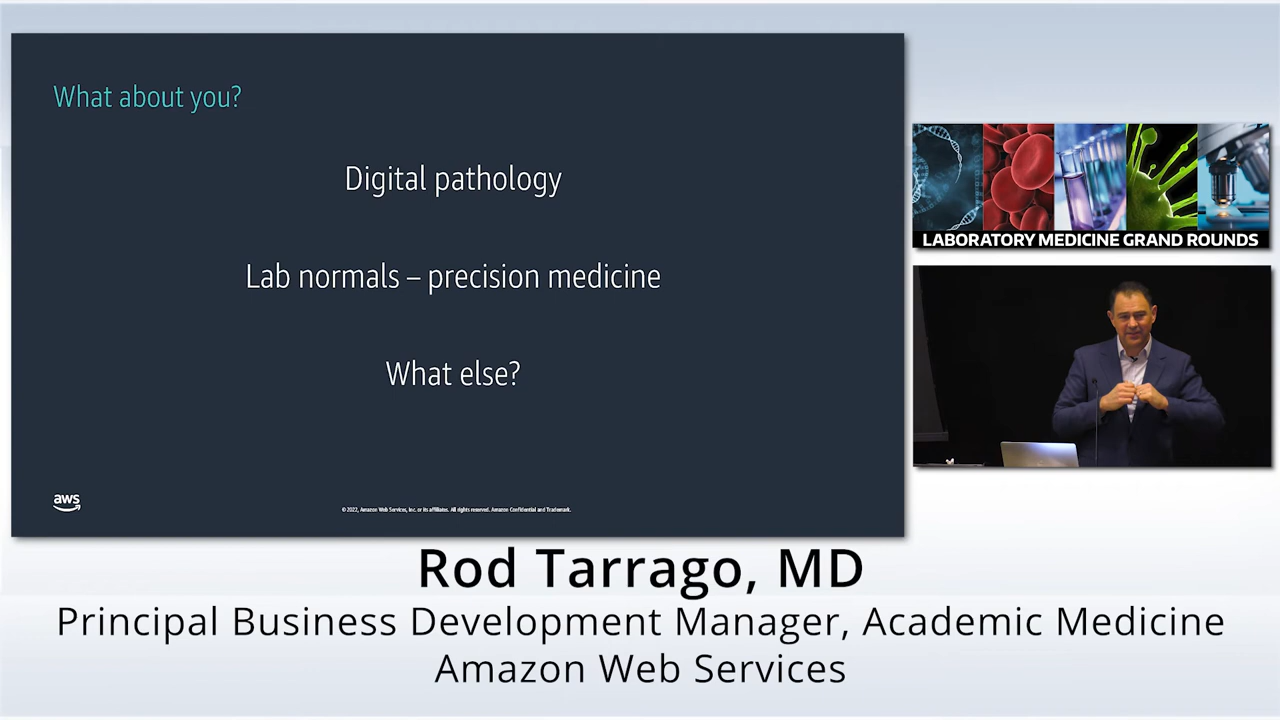 What about you?
Digital pathology
Lab normals – precision medicine
What else?
aws
© 2022, Amazon Web Services, Inc. or its affiliates. All rights reserved. Amazon Confidential and Trademark.
LABORATORY MEDICINE GRAND ROUNDS
Rod Tarrago, MD
Principal Business Development Manager, Academic Medicine
Amazon Web Services